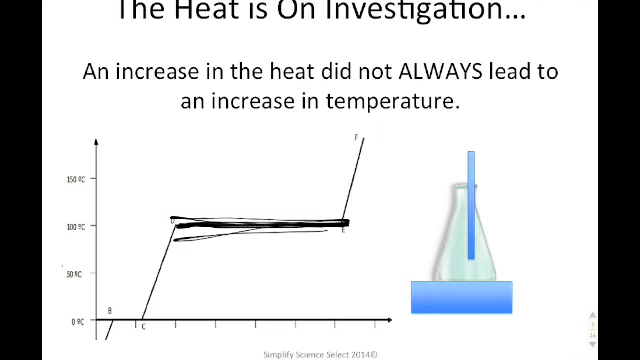 The Heat is On Investigation…
An increase in the heat did not ALWAYS lead to
an increase in temperature.
F
150 ºC
D
100 ºC
E
50 ºC
B
0 ºC
C
Simplify Science Select 2014©